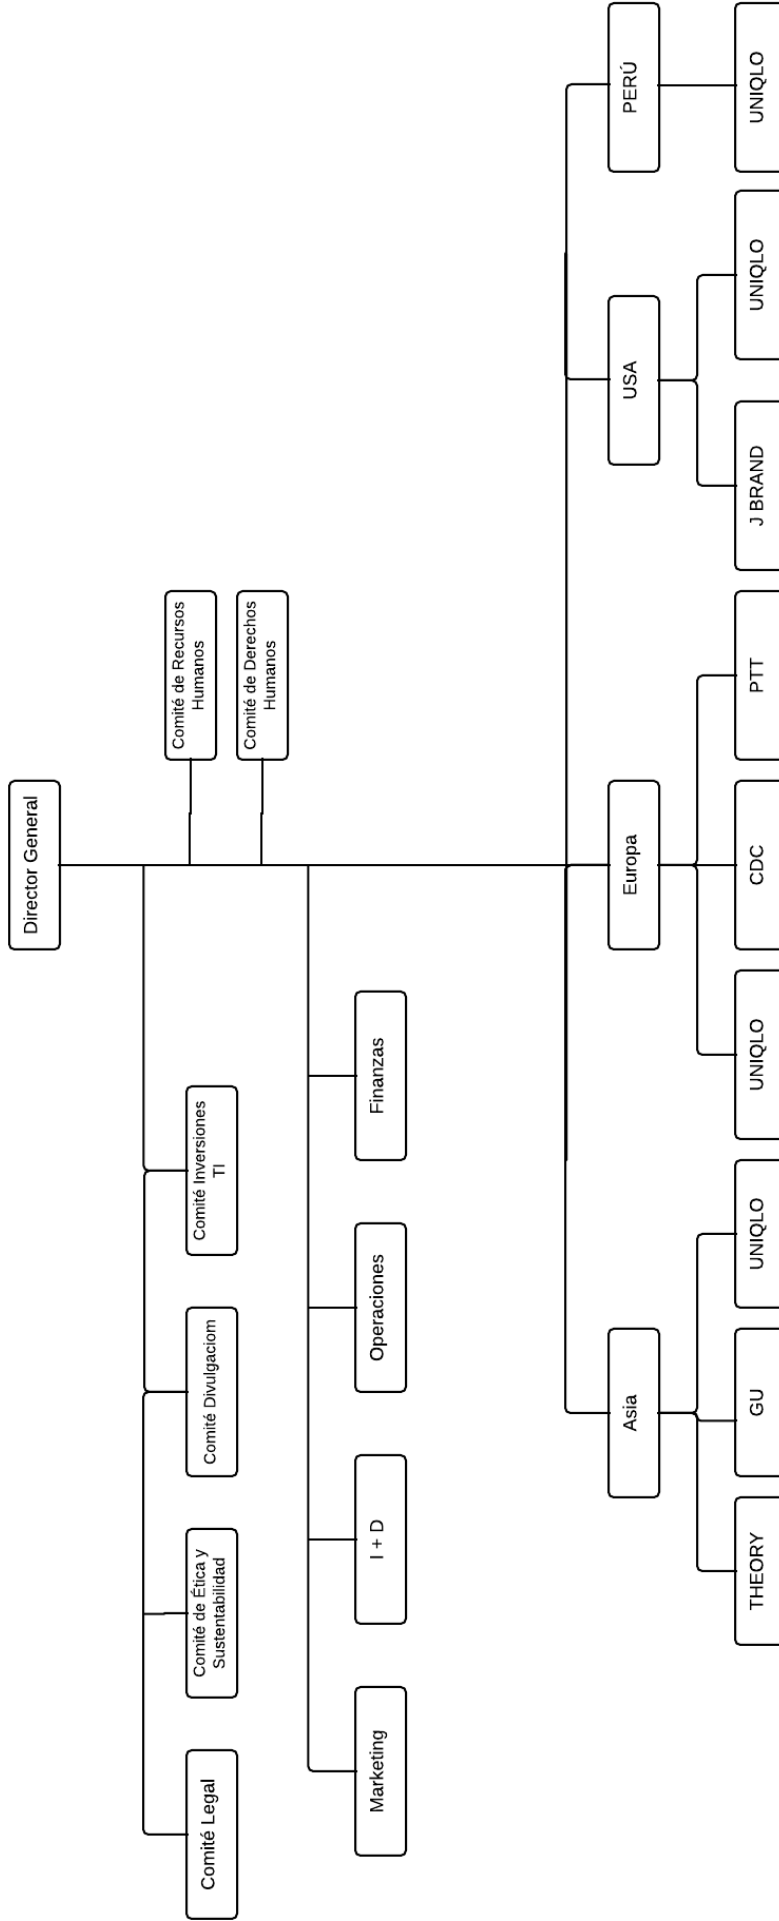 Director General
Comité de Recursos
Humanos
Comité de Derechos
Humanos
Comité Legal
Comité de Ética y
Sustentabilidad
Comité Divulgaciom
Comité Inversiones
TI
Marketing
I + D
Operaciones
Finanzas
Asia
Europa
USA
PERÚ
THEORY
GU
UNIQLO
UNIQLO
CDC
PTT
J BRAND
UNIQLO
UNIQLO